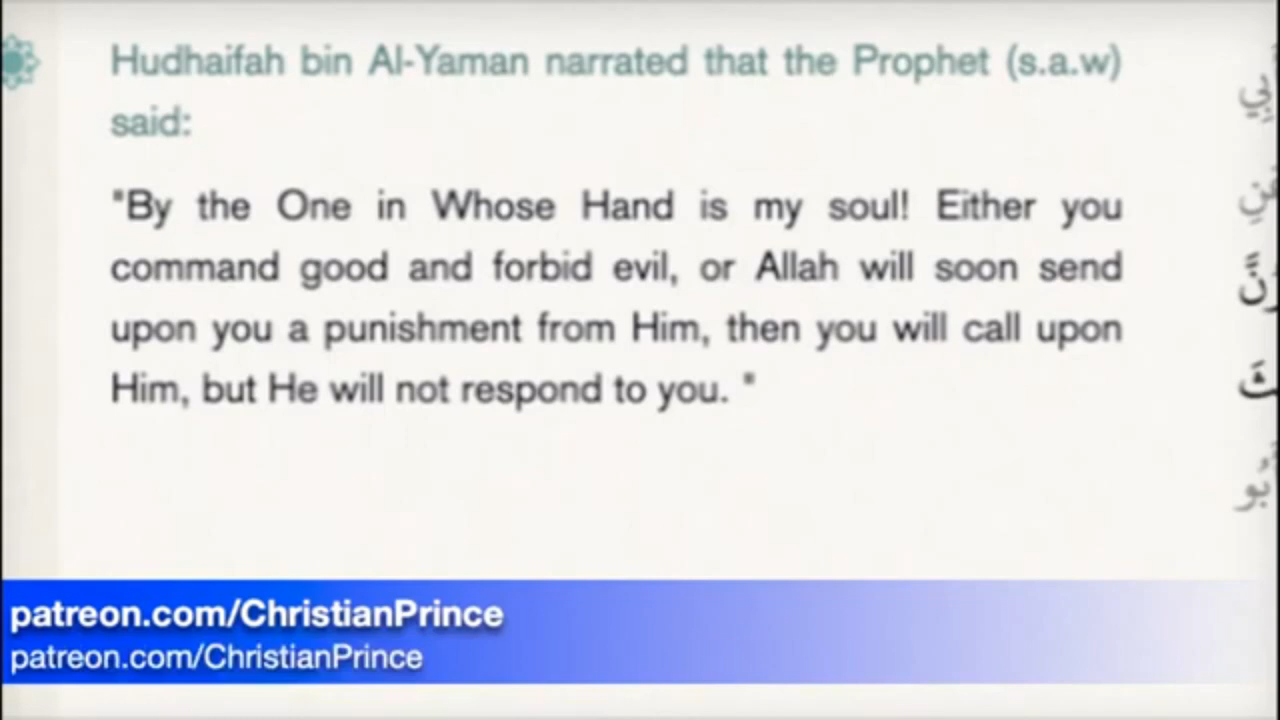 Hudhaifah bin Al-Yaman narrated that the Prophet (s.a.w)
said:
"By the One in Whose Hand is my soul! Either you
command good and forbid evil, or Allah will soon send
upon you a punishment from Him, then you will call upon
Him, but He will not respond to you. "
patreon.com/ChristianPrince
patreon.com/ChristianPrince